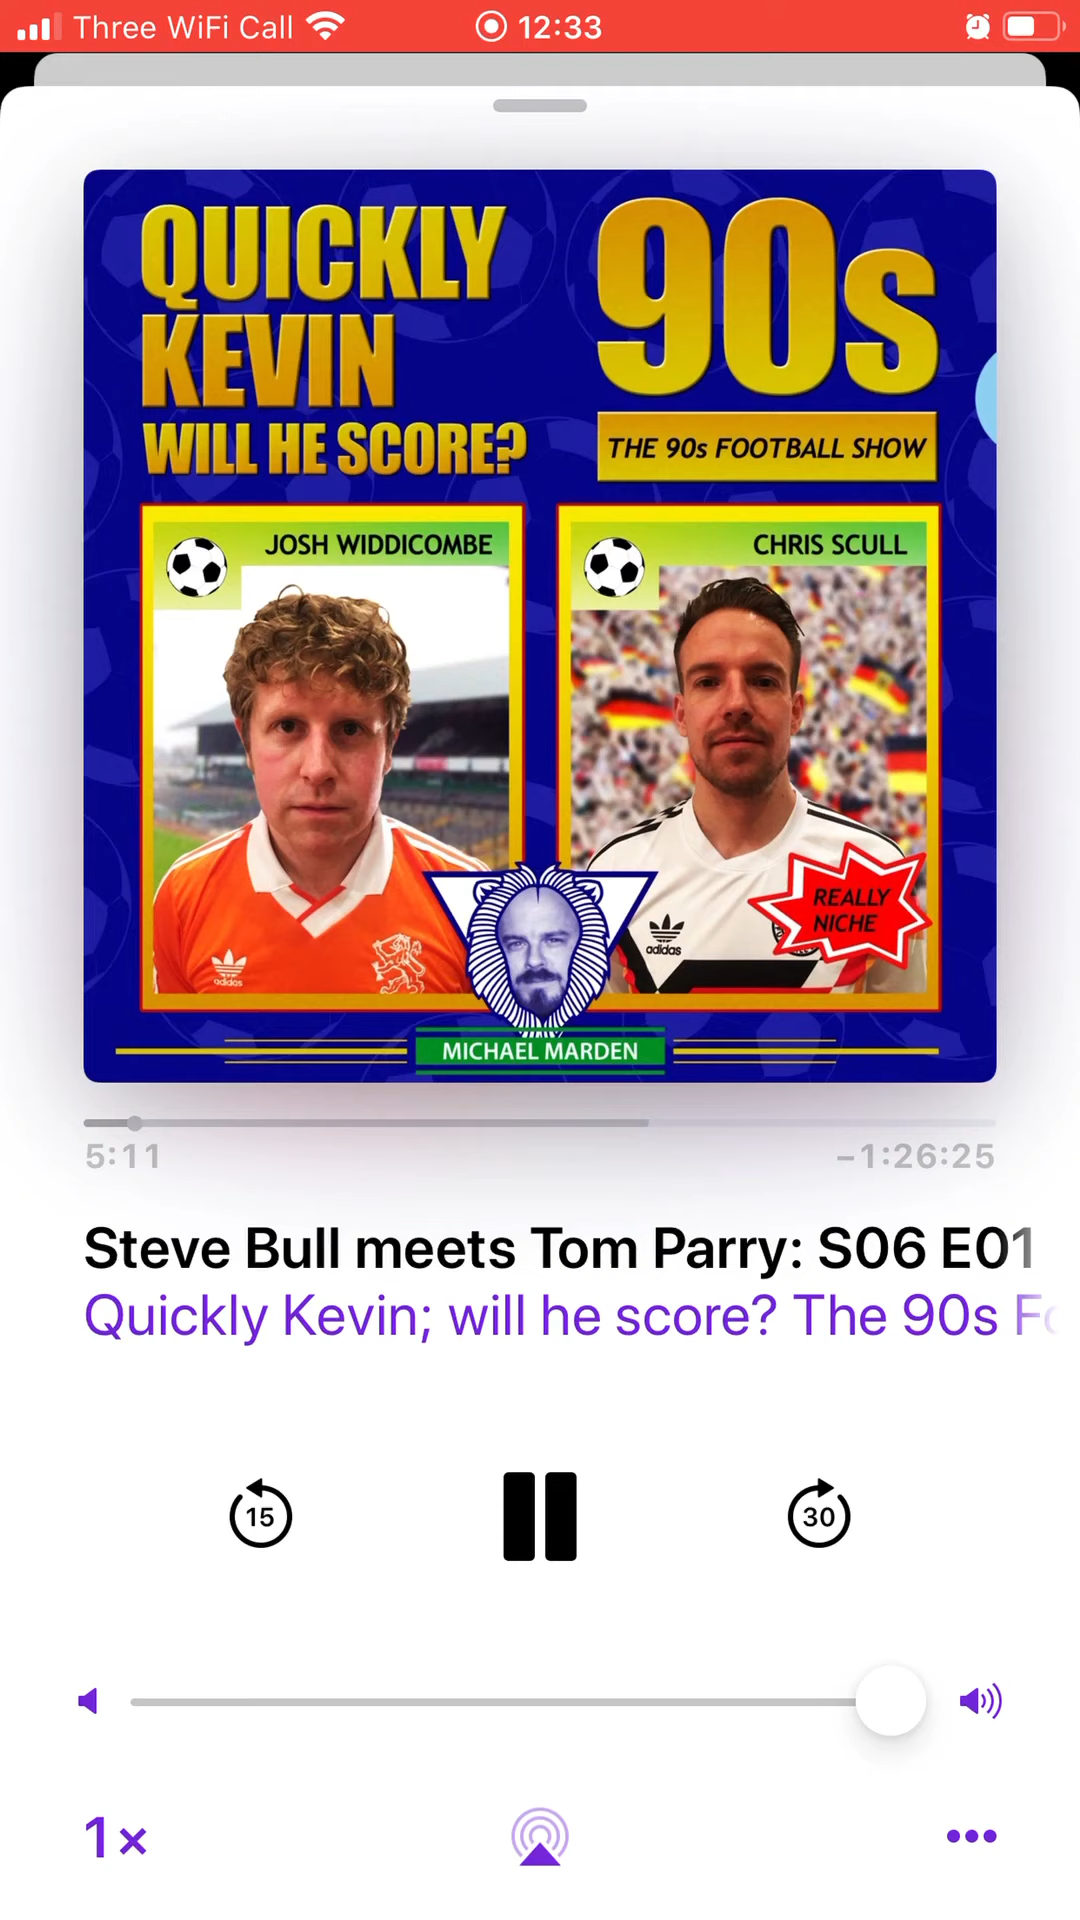 Three WiFi Call 12:33
QUICKLY
KEVIN
WILL HE SCORE?
90s
THE 90s FOOTBALL SHOW
JOSH WIDDICOMBE
CHRIS SCULL
adidas
adidas
REALLY
NICHE
MICHAEL MARDEN
5:11
−1:26:25
Steve Bull meets Tom Parry: S06 E01
Quickly Kevin; will he score? The 90s Fo
15
30
1×